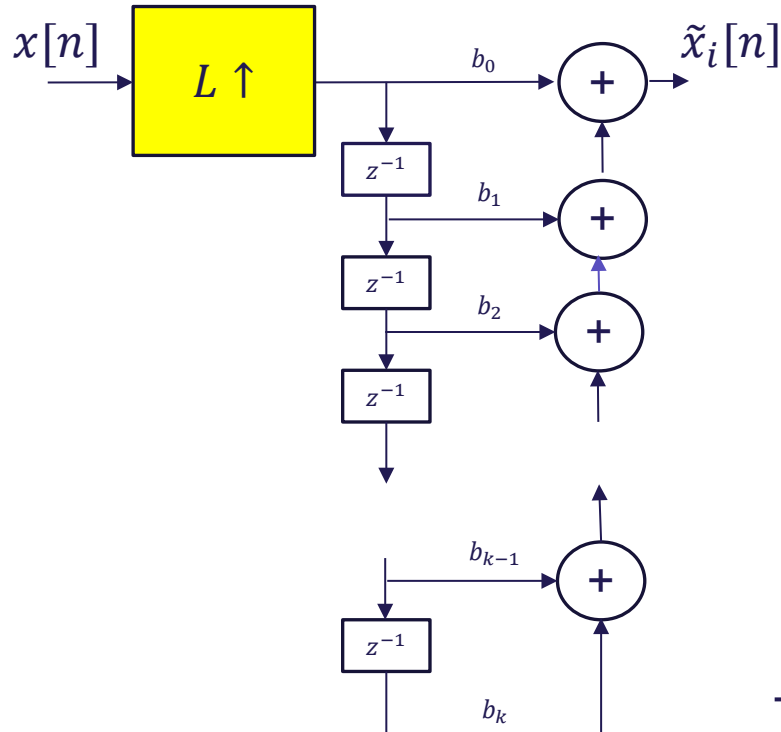 x[n]
L ↑
b₀
+
x̃ᵢ[n]
z⁻¹
b₁
+
z⁻¹
b₂
+
z⁻¹
bₖ₋₁
+
z⁻¹
bₖ